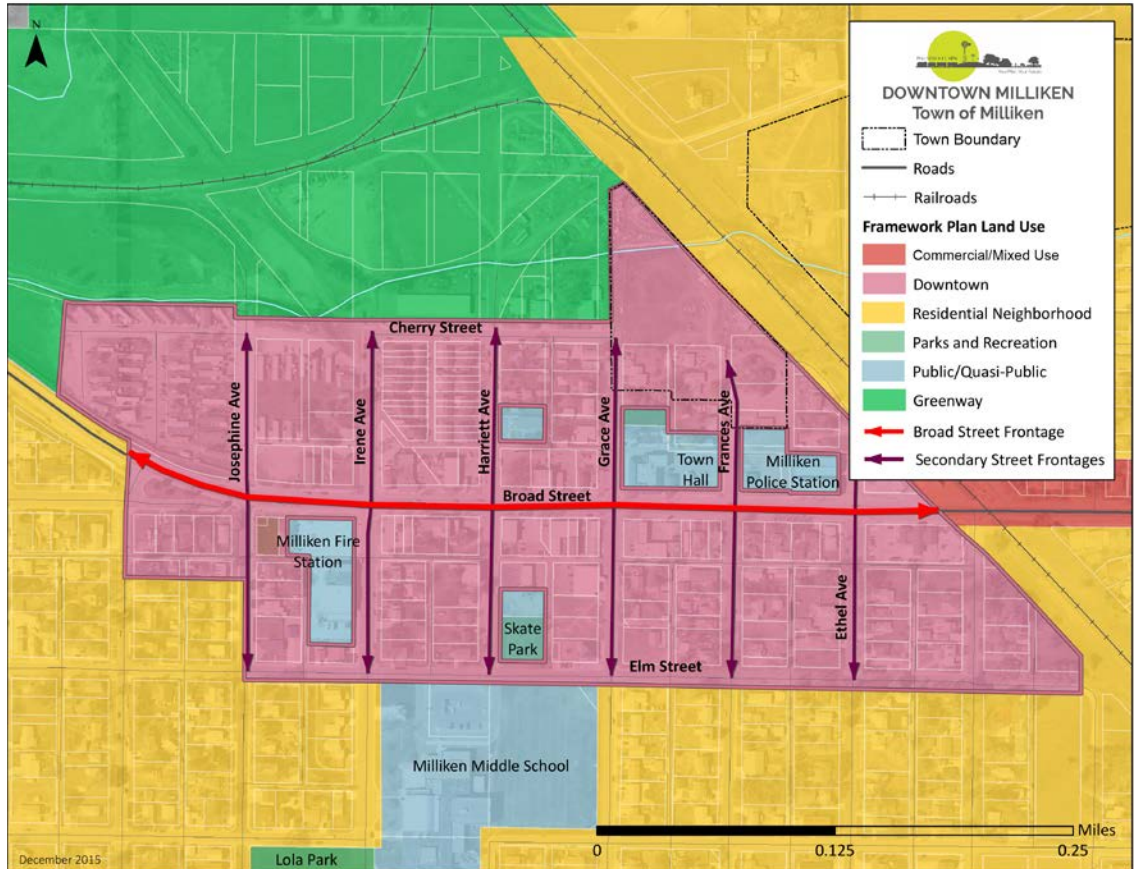 N
DOWNTOWN MILLIKEN
Town of Milliken
Town Boundary
Roads
Railroads
Framework Plan Land Use
Commercial/Mixed Use
Downtown
Residential Neighborhood
Parks and Recreation
Public/Quasi-Public
Greenway
Broad Street Frontage
Secondary Street Frontages
Cherry Street
Josephine Ave
Irene Ave
Harriett Ave
Grace Ave
Frances Ave
Town
Hall
Milliken
Police Station
Broad Street
Milliken Fire
Station
Skate
Park
Ethel Ave
Elm Street
Milliken Middle School
Lola Park
Miles
0
0.125
0.25
December 2015